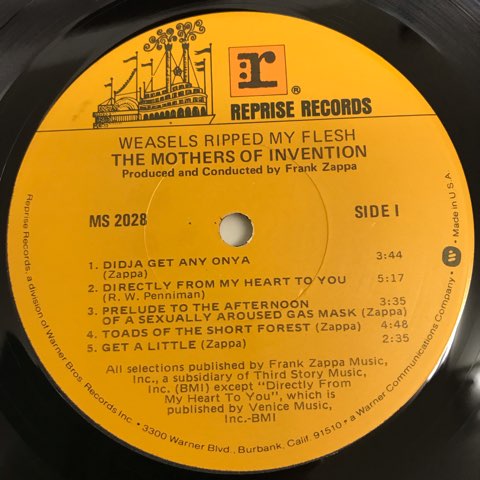 r
®
REPRISE RECORDS
WEASELS RIPPED MY FLESH
THE MOTHERS OF INVENTION
Produced and Conducted by Frank Zappa
MS 2028
SIDE I
1. DIDJA GET ANY ONYA 3:44
(Zappa)
2. DIRECTLY FROM MY HEART TO YOU 5:17
(R. W. Penniman)
3. PRELUDE TO THE AFTERNOON 3:35
OF A SEXUALLY AROUSED GAS MASK (Zappa)
4. TOADS OF THE SHORT FOREST (Zappa) 4:48
5. GET A LITTLE (Zappa) 2:35
All selections published by Frank Zappa Music,
Inc., a subsidiary of Third Story Music,
Inc. (BMI) except "Directly From
My Heart To You", which is
published by Venice Music,
Inc.-BMI
Reprise Records, a division of Warner Bros. Records Inc. • 3300 Warner Blvd., Burbank, Calif. 91510 • a Warner Communications Company • W • Made in U.S.A.